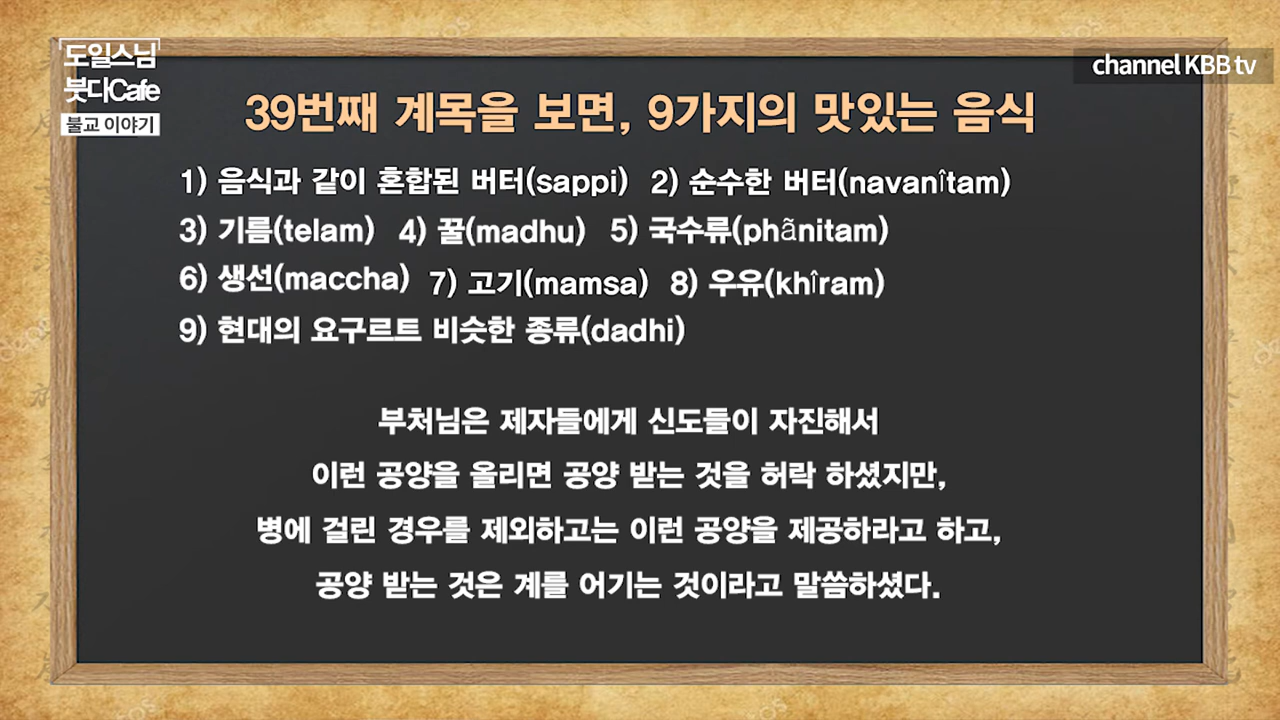 도일스님
붓다Cafe
불교 이야기
channel KBB tv
39번째 계목을 보면, 9가지의 맛있는 음식
1) 음식과 같이 혼합된 버터(sappi) 2) 순수한 버터(navanîtam)
3) 기름(telam) 4) 꿀(madhu) 5) 국수류(phãnitam)
6) 생선(maccha) 7) 고기(mamsa) 8) 우유(khîram)
9) 현대의 요구르트 비슷한 종류(dadhi)
부처님은 제자들에게 신도들이 자진해서
이런 공양을 올리면 공양 받는 것을 허락 하셨지만,
병에 걸린 경우를 제외하고는 이런 공양을 제공하라고 하고,
공양 받는 것은 계를 어기는 것이라고 말씀하셨다.